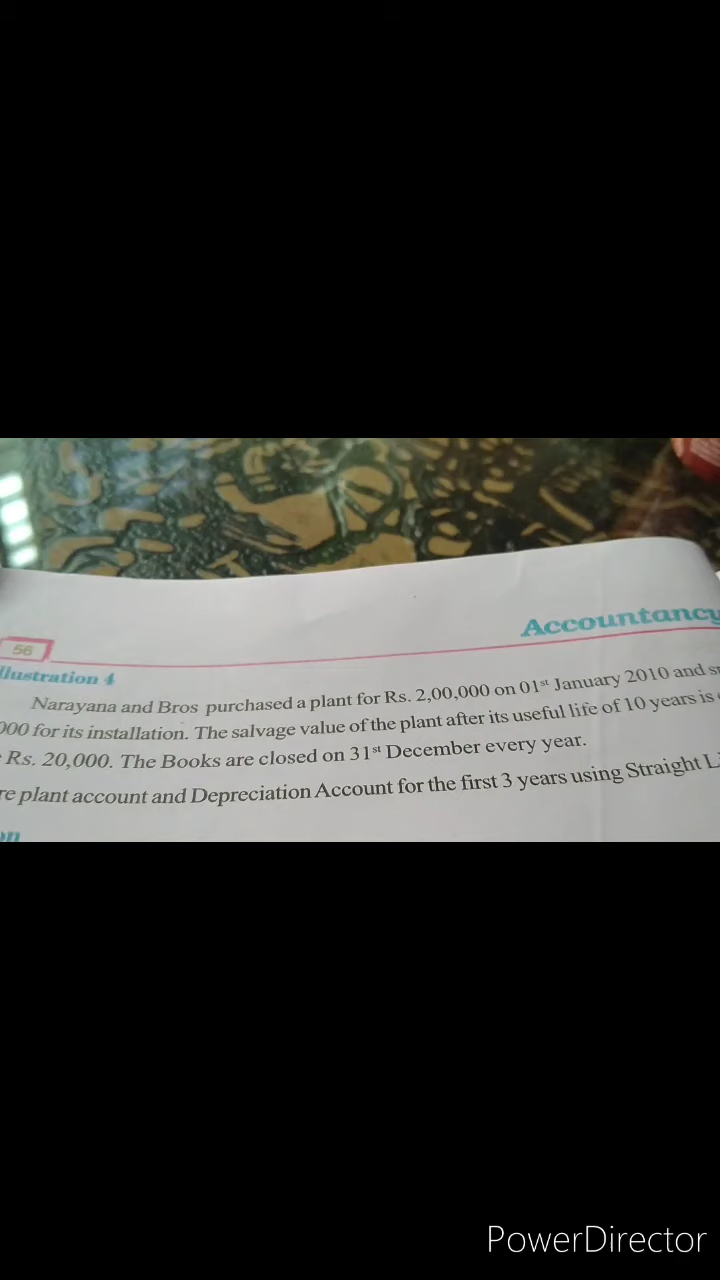 56
Accountancy
llustration 4
Narayana and Bros purchased a plant for Rs. 2,00,000 on 01st January 2010 and
000 for its installation. The salvage value of the plant after its useful life of 10 years is
Rs. 20,000. The Books are closed on 31st December every year.
re plant account and Depreciation Account for the first 3 years using Straight
on
PowerDirector